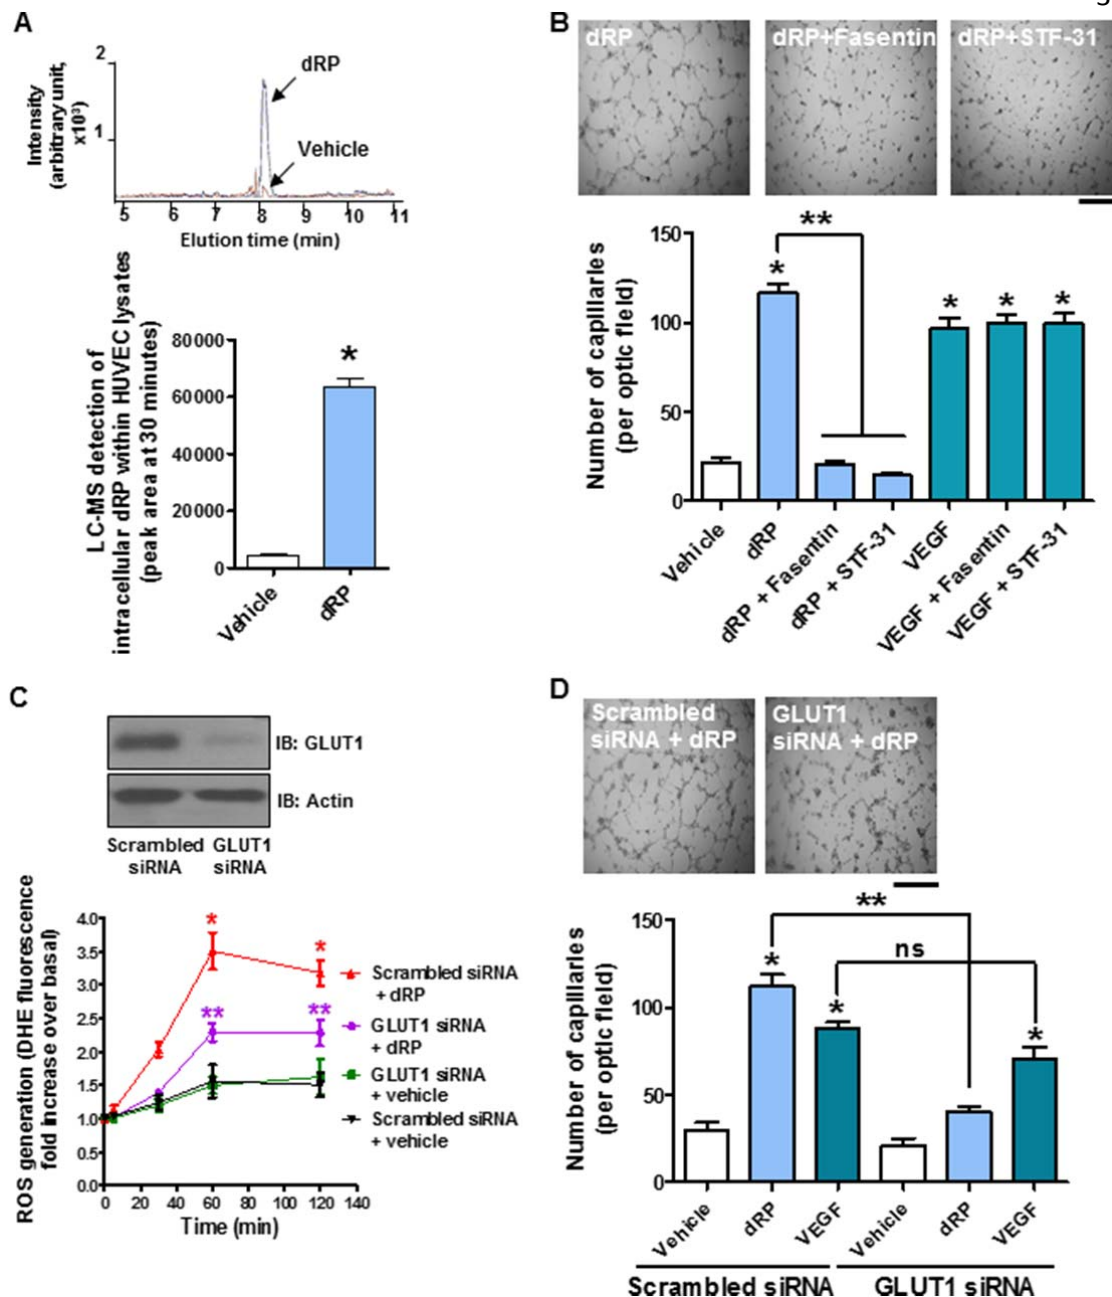 A
Intensity
(arbitrary unit,
x10³)
2
1
dRP
Vehicle
5 6 7 8 9 10 11
Elution time (min)
LC-MS detection of
intracellular dRP within HUVEC lysates
(peak area at 30 minutes)
80000
60000
40000
20000
0
*
Vehicle
dRP
B
dRP
dRP+Fasentin
dRP+STF-31
Number of capillaries
(per optic field)
150
100
50
0
**
* * * *
Vehicle
dRP
dRP + Fasentin
dRP + STF-31
VEGF
VEGF + Fasentin
VEGF + STF-31
C
IB: GLUT1
IB: Actin
Scrambled GLUT1
siRNA siRNA
ROS generation (DHE fluorescence
fold increase over basal)
4.0
3.5
3.0
2.5
2.0
1.5
1.0
0.5
0.0
* *
** **
0 20 40 60 80 100 120 140
Time (min)
Scrambled siRNA
+ dRP
GLUT1 siRNA
+ dRP
GLUT1 siRNA
+ vehicle
Scrambled siRNA
+ vehicle
D
Scrambled
siRNA + dRP
GLUT1
siRNA + dRP
Number of capillaries
(per optic field)
150
100
50
0
**
ns
* * *
Vehicle
dRP
VEGF
Vehicle
dRP
VEGF
Scrambled siRNA
GLUT1 siRNA